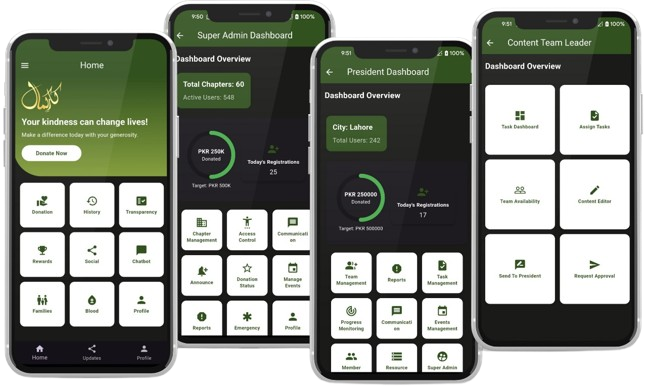 Home
Your kindness can change lives!
Make a difference today with your generosity.
Donate Now
Donation
History
Transparency
Rewards
Social
Chatbot
Families
Blood
Profile
Home
Updates
Profile
9:50
100%
Super Admin Dashboard
Dashboard Overview
Total Chapters: 60
Active Users: 548
PKR 250K
Donated
Target: PKR 500K
Today's Registrations
25
Chapter
Management
Access
Control
Communicati
on
Announce
Donation
Status
Manage
Events
Reports
Emergency
Profile
9:51
100%
President Dashboard
Dashboard Overview
City: Lahore
Total Users: 242
PKR 250000
Donated
Target: PKR 500000
Today's Registrations
17
Team
Management
Reports
Task
Management
Progress
Monitoring
Communicati
on
Events
Management
Member
Resource
Super Admin
9:51
100%
Content Team Leader
Dashboard Overview
Task Dashboard
Assign Tasks
Team Availability
Content Editor
Send To President
Request Approval